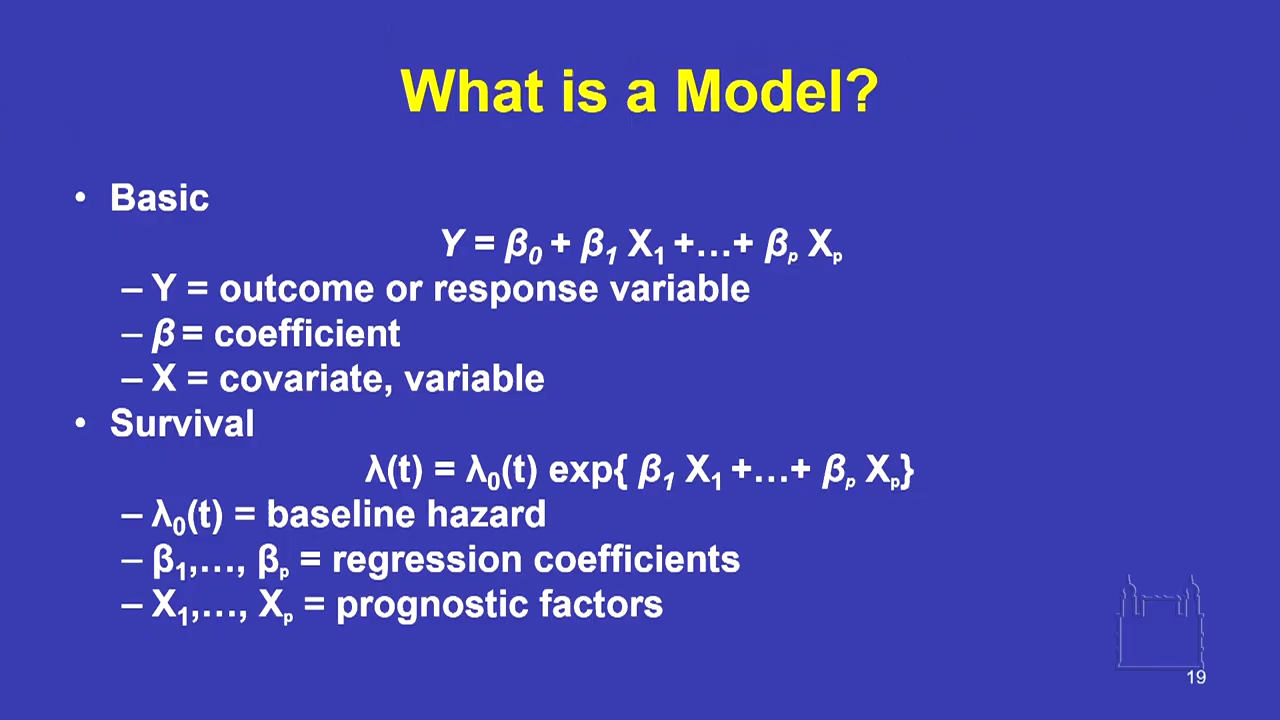 What is a Model?
• Basic
Y = β₀ + β₁ X₁ +…+ βₚ Xₚ
– Y = outcome or response variable
– β = coefficient
– X = covariate, variable
• Survival
λ(t) = λ₀(t) exp{ β₁ X₁ +…+ βₚ Xₚ}
– λ₀(t) = baseline hazard
– β₁,…, βₚ = regression coefficients
– X₁,…, Xₚ = prognostic factors
19